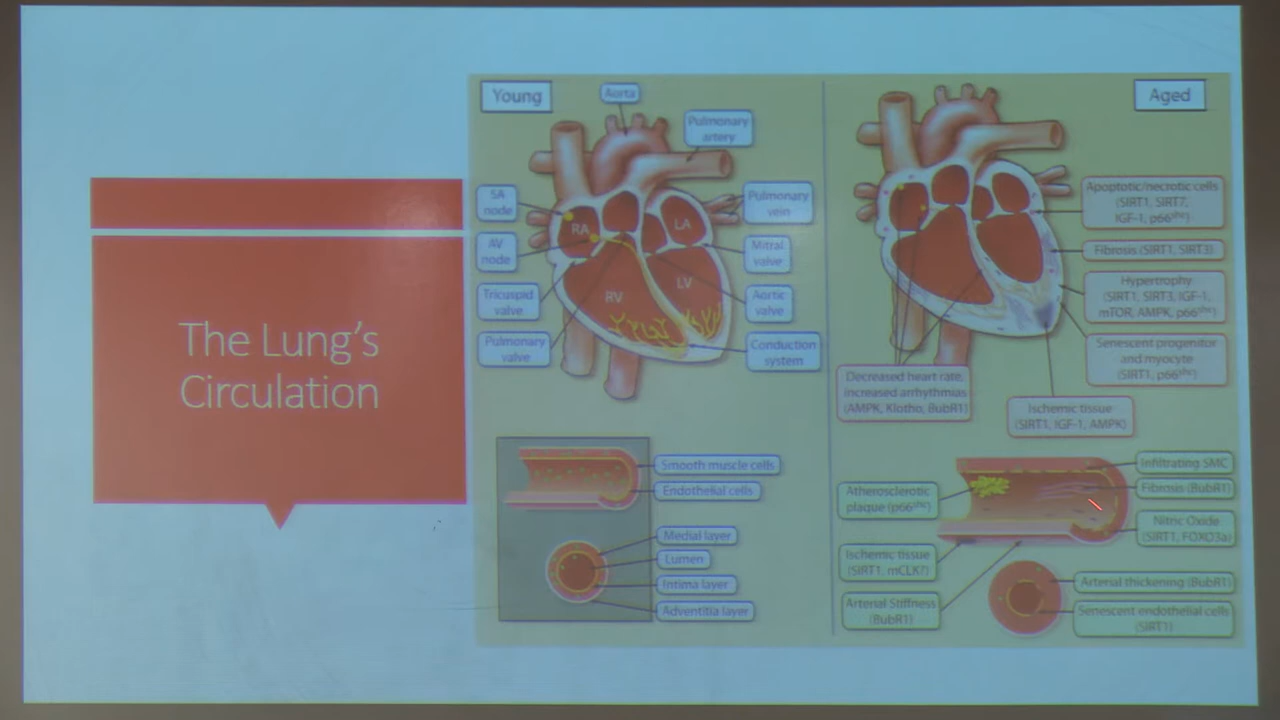 The Lung's
Circulation
Young
Aorta
Pulmonary
artery
SA
node
Pulmonary
vein
RA
LA
AV
node
Mitral
valve
Tricuspid
valve
RV
LV
Aortic
valve
Pulmonary
valve
Conduction
system
Smooth muscle cells
Endothelial cells
Medial layer
Lumen
Intima layer
Adventitia layer
Aged
Apoptotic/necrotic cells
(SIRT1, SIRT7,
IGF-1, p66shc)
Fibrosis (SIRT1, SIRT3)
Hypertrophy
(SIRT1, SIRT3, IGF-1,
mTOR, AMPK, p66shc)
Senescent progenitor
and myocyte
(SIRT1, p66shc)
Decreased heart rate,
increased arrhythmias
(AMPK, Klotho, BubR1)
Ischemic tissue
(SIRT1, IGF-1, AMPK)
Infiltrating SMC
Fibrosis (BubR1)
Atherosclerotic
plaque (p66shc)
Nitric Oxide
(SIRT1, FOXO3a)
Ischemic tissue
(SIRT1, mCLK?)
Arterial Stiffness
(BubR1)
Arterial thickening (BubR1)
Senescent endothelial cells
(SIRT1)